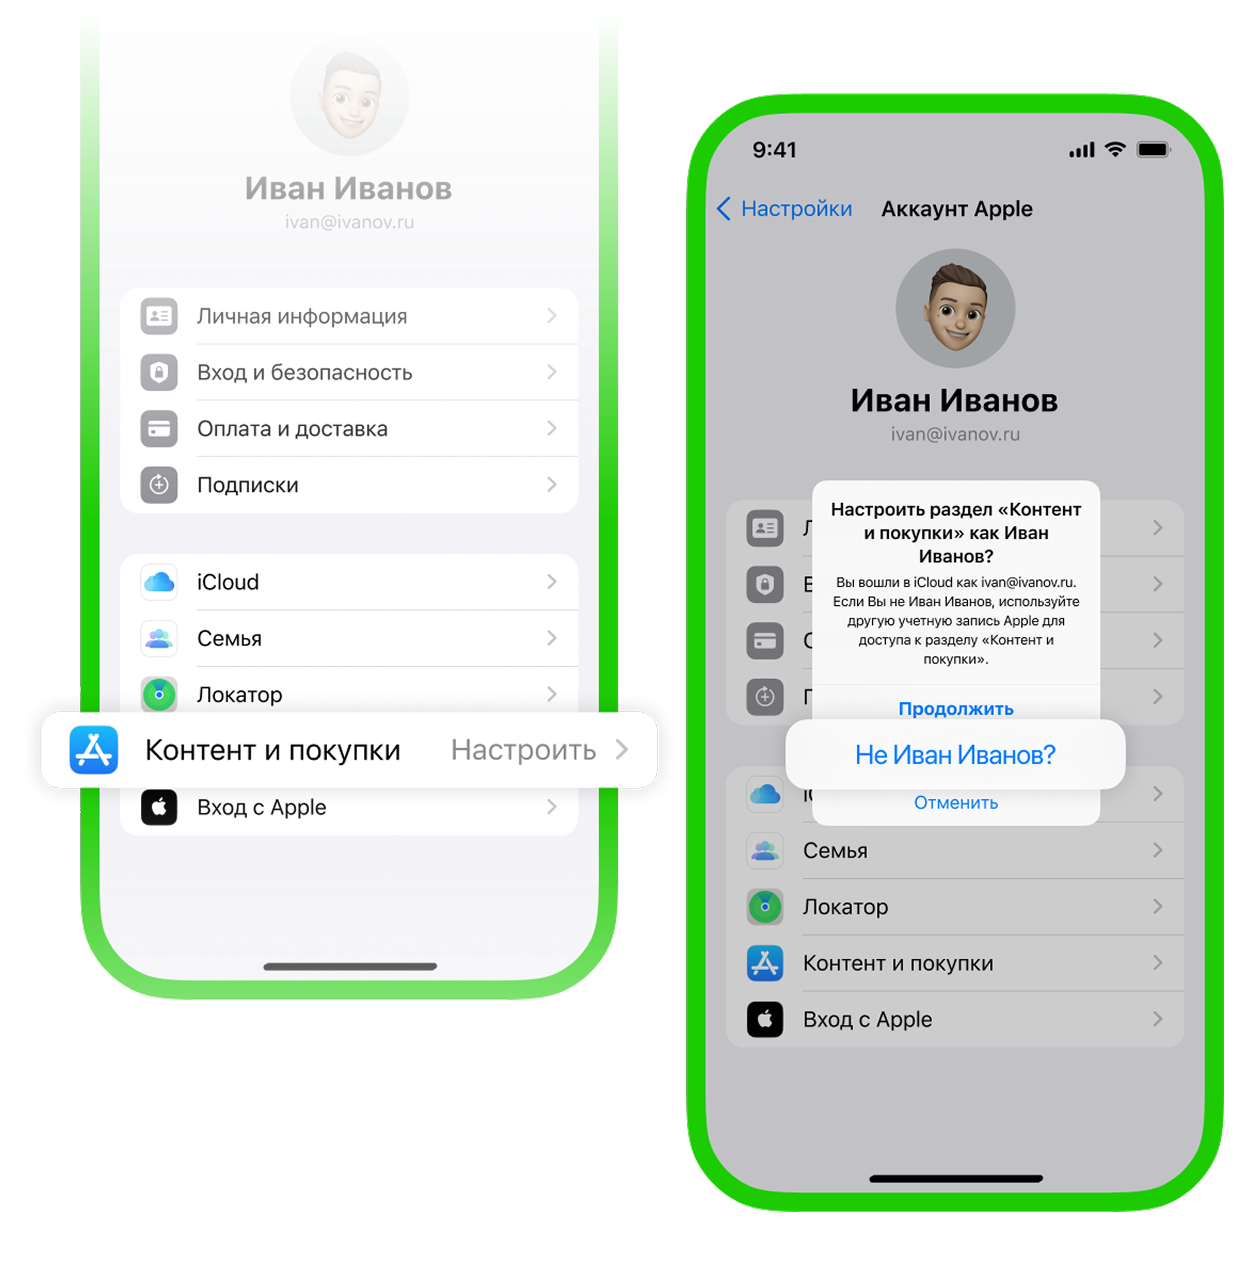 Иван Иванов
ivan@ivanov.ru
Личная информация
Вход и безопасность
Оплата и доставка
Подписки
iCloud
Семья
Локатор
Контент и покупки Настроить
Вход с Apple
9:41
Настройки Аккаунт Apple
Иван Иванов
ivan@ivanov.ru
Настроить раздел «Контент
и покупки» как Иван
Иванов?
Вы вошли в iCloud как ivan@ivanov.ru.
Если Вы не Иван Иванов, используйте
другую учетную запись Apple для
доступа к разделу «Контент и
покупки».
Продолжить
Не Иван Иванов?
Отменить
Семья
Локатор
Контент и покупки
Вход с Apple